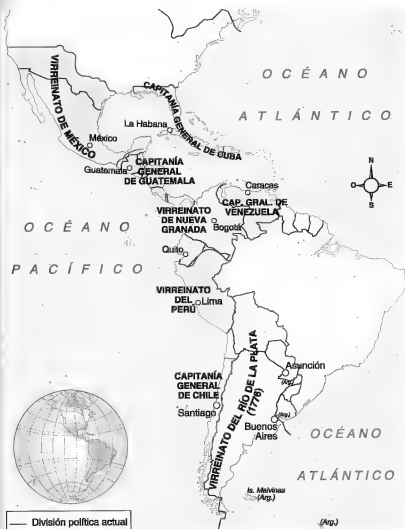 OCÉANO
ATLÁNTICO
VIRREINATO DE MÉXICO
CAPITANÍA GENERAL DE CUBA
La Habana
México
Guatemala
CAPITANÍA
GENERAL
DE GUATEMALA
N
O E
S
Caracas
CAP. GRAL. DE
VENEZUELA
VIRREINATO
DE NUEVA
GRANADA
Bogotá
OCÉANO
PACÍFICO
Quito
VIRREINATO
DEL
PERÚ
Lima
VIRREINATO DEL RÍO DE LA PLATA
(1776)
Asunción
(Arg.)
CAPITANÍA
GENERAL
DE CHILE
Santiago
(Arg.)
Buenos
Aires
OCÉANO
ATLÁNTICO
Is. Malvinas
(Arg.)
División política actual
(Arg.)